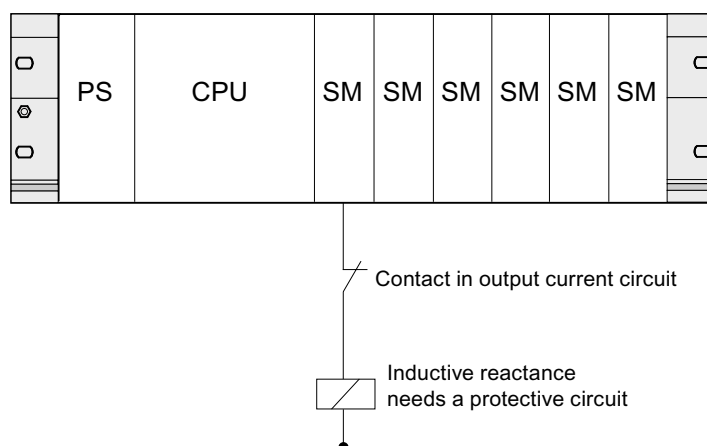 PS CPU SM SM SM SM SM SM
Contact in output current circuit
Inductive reactance
needs a protective circuit